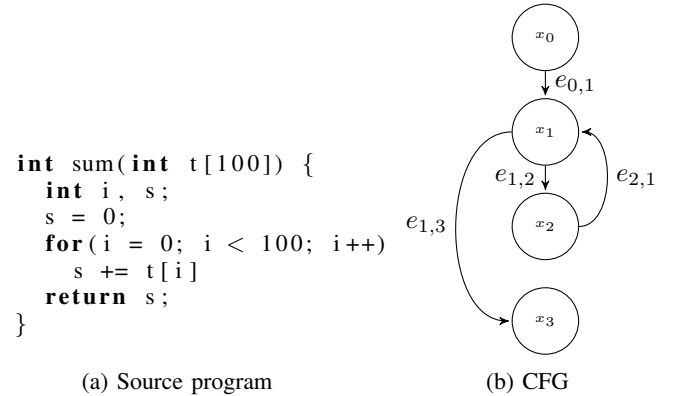 int sum(int t[100]) {
int i, s;
s = 0;
for(i = 0; i < 100; i++)
s += t[i]
return s;
}
(a) Source program
x0
e0,1
x1
e1,2
e2,1
e1,3
x2
x3
(b) CFG